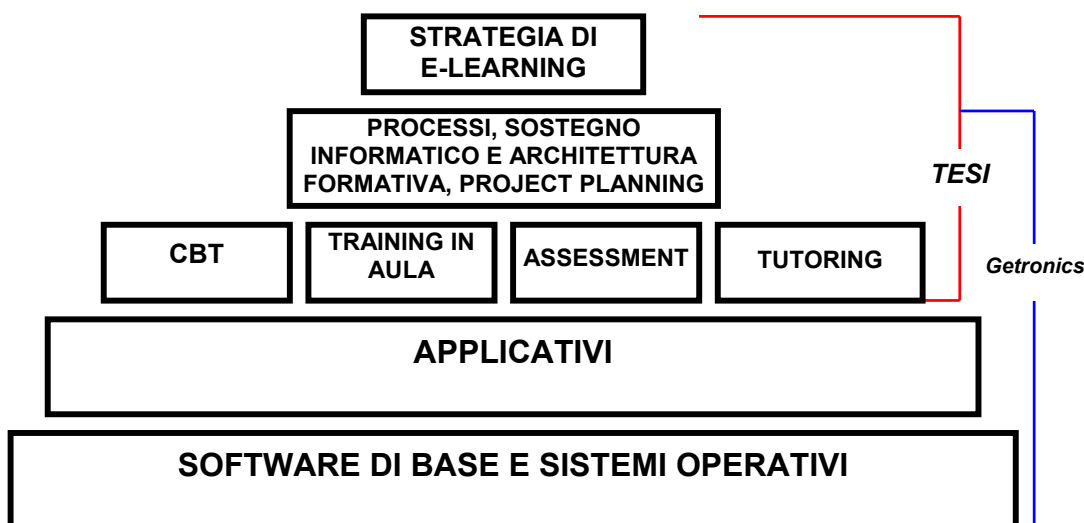 STRATEGIA DI
E-LEARNING
PROCESSI, SOSTEGNO
INFORMATICO E ARCHITETTURA
FORMATIVA, PROJECT PLANNING
TESI
CBT
TRAINING IN
AULA
ASSESSMENT
TUTORING
Getronics
APPLICATIVI
SOFTWARE DI BASE E SISTEMI OPERATIVI